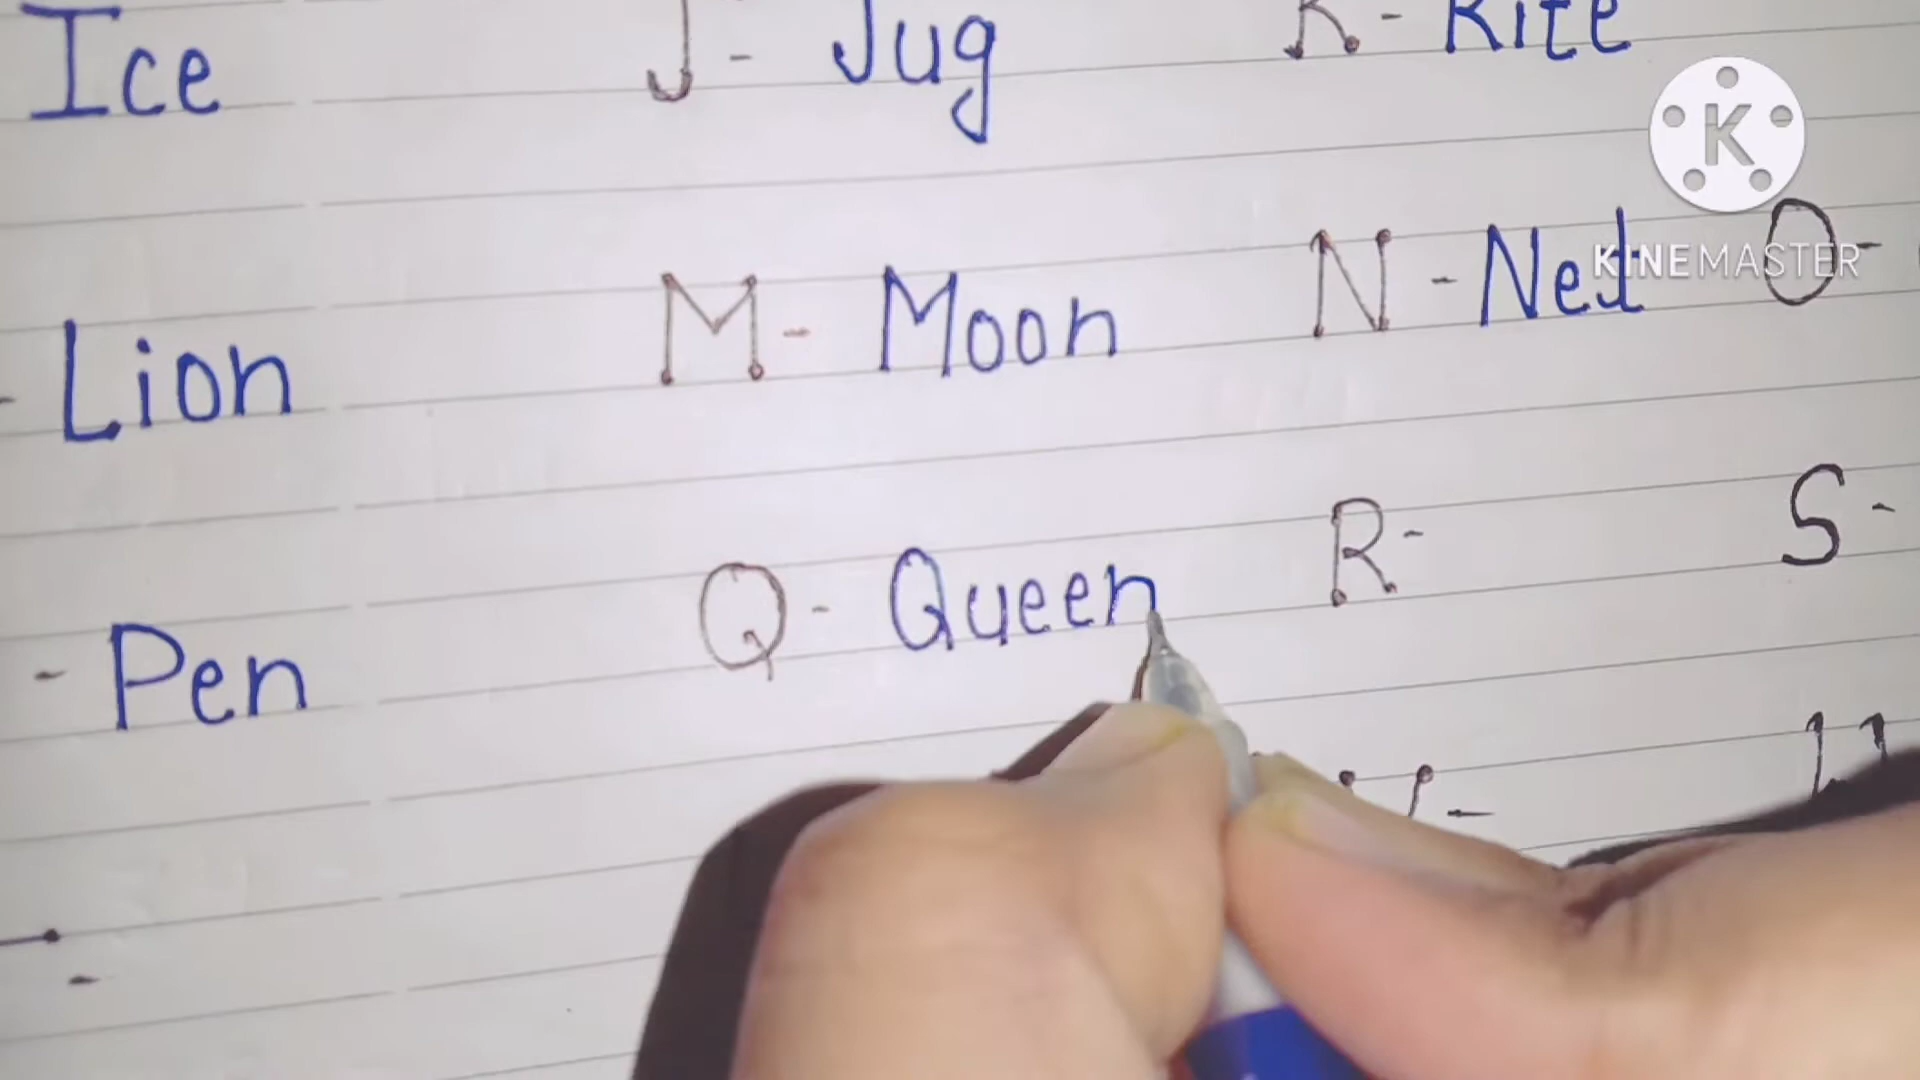 Ice J - Jug K - Kite
- Lion M - Moon N - Net O -
- Pen Q - Queen R - S -
-
K
KINEMASTER